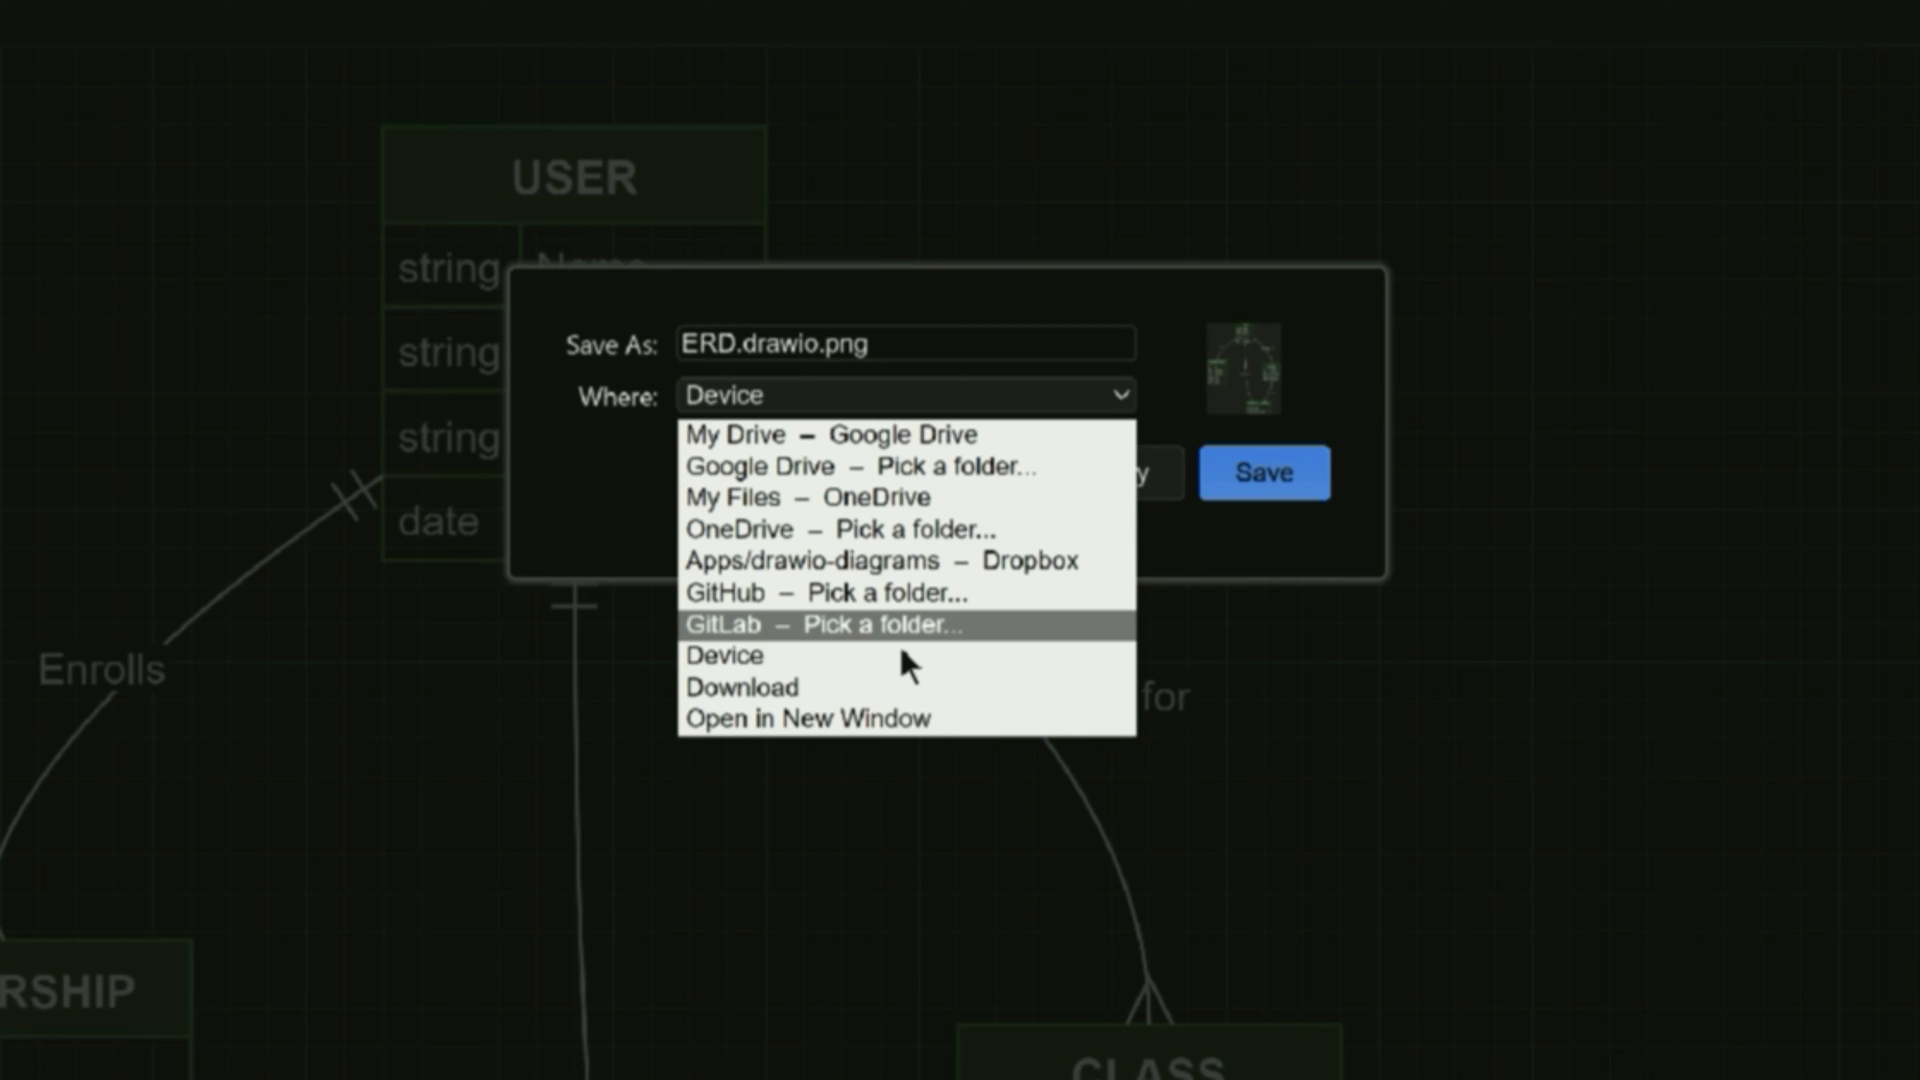 USER
string
string
string
date
Save As: ERD.drawio.png
Where: Device
My Drive – Google Drive
Google Drive – Pick a folder...
My Files – OneDrive
OneDrive – Pick a folder...
Apps/drawio-diagrams – Dropbox
GitHub – Pick a folder...
GitLab – Pick a folder...
Device
Download
Open in New Window
y
Save
Enrolls
for
RSHIP
CLASS